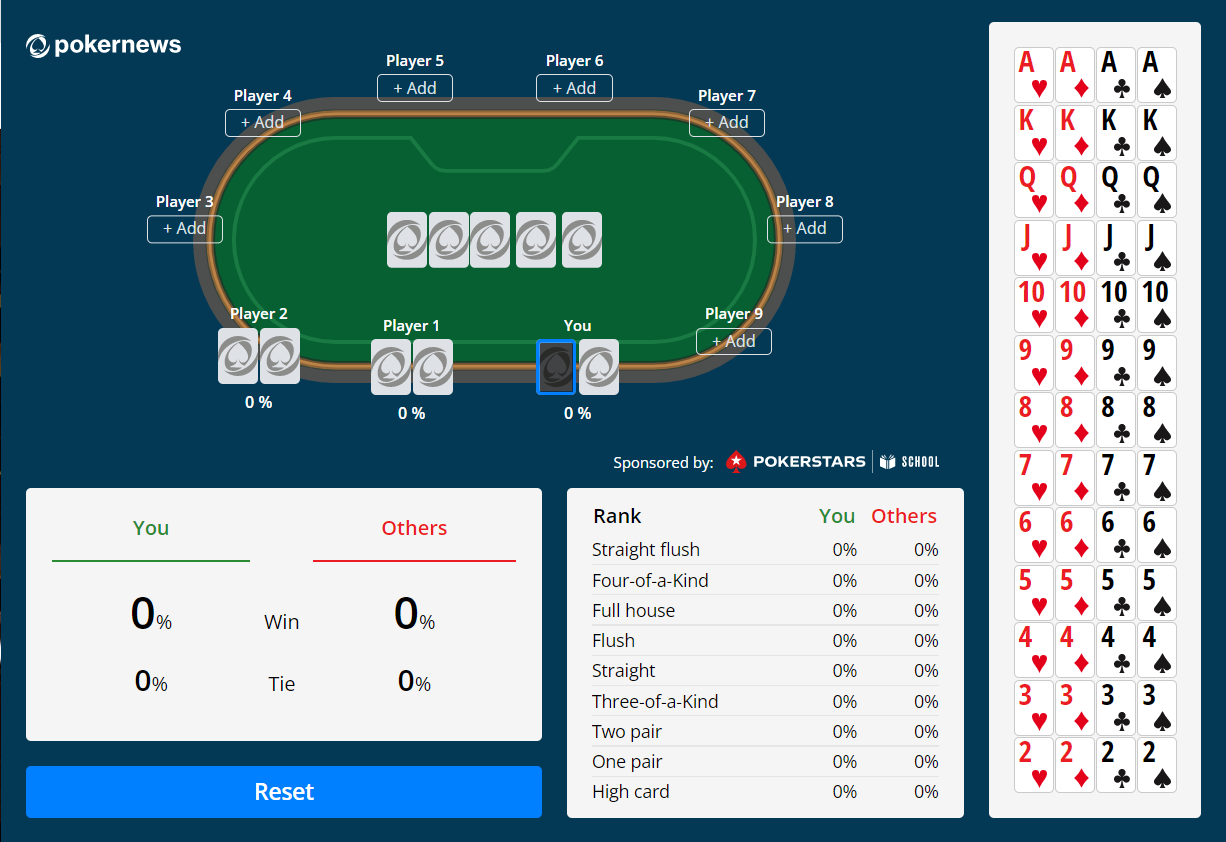 pokernews
Player 5
+ Add
Player 6
+ Add
Player 4
+ Add
Player 7
+ Add
Player 3
+ Add
Player 8
+ Add
Player 2
0 %
Player 1
0 %
You
0 %
Player 9
+ Add
Sponsored by: POKERSTARS SCHOOL
You Others
0% Win 0%
0% Tie 0%
Reset
Rank You Others
Straight flush 0% 0%
Four-of-a-Kind 0% 0%
Full house 0% 0%
Flush 0% 0%
Straight 0% 0%
Three-of-a-Kind 0% 0%
Two pair 0% 0%
One pair 0% 0%
High card 0% 0%
A A A A
K K K K
Q Q Q Q
J J J J
10 10 10 10
9 9 9 9
8 8 8 8
7 7 7 7
6 6 6 6
5 5 5 5
4 4 4 4
3 3 3 3
2 2 2 2